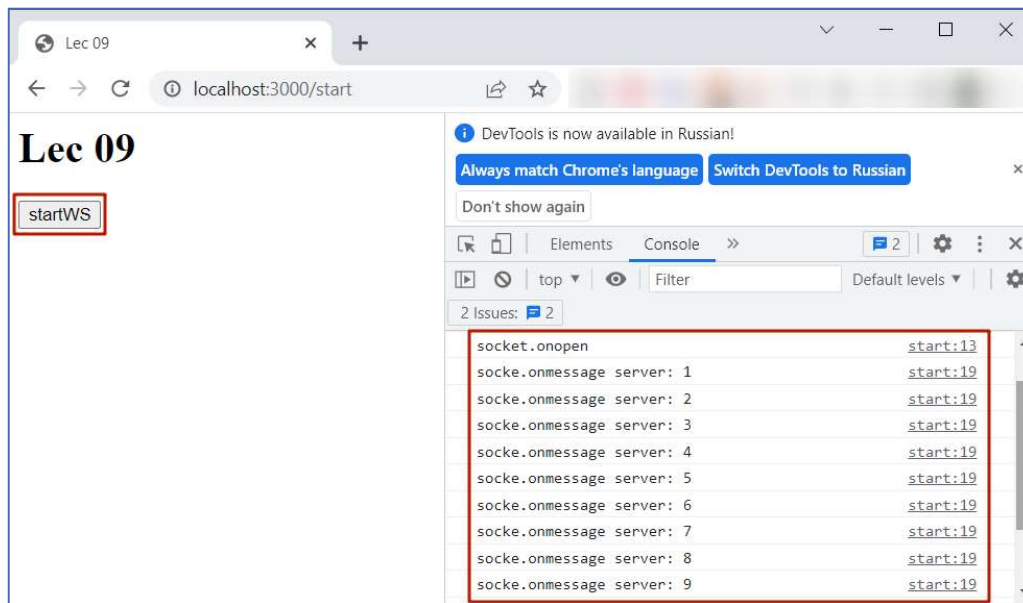 Lec 09
localhost:3000/start
Lec 09
startWS
DevTools is now available in Russian!
Always match Chrome's language Switch DevTools to Russian
Don't show again
Elements Console
2
top Filter Default levels
2 Issues: 2
socket.onopen start:13
socke.onmessage server: 1 start:19
socke.onmessage server: 2 start:19
socke.onmessage server: 3 start:19
socke.onmessage server: 4 start:19
socke.onmessage server: 5 start:19
socke.onmessage server: 6 start:19
socke.onmessage server: 7 start:19
socke.onmessage server: 8 start:19
socke.onmessage server: 9 start:19